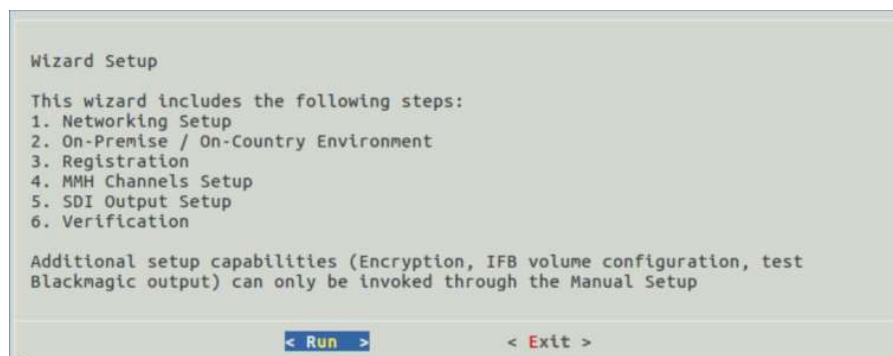 Wizard Setup
This wizard includes the following steps:
1. Networking Setup
2. On-Premise / On-Country Environment
3. Registration
4. MMH Channels Setup
5. SDI Output Setup
6. Verification
Additional setup capabilities (Encryption, IFB volume configuration, test
Blackmagic output) can only be invoked through the Manual Setup
< Run > < Exit >